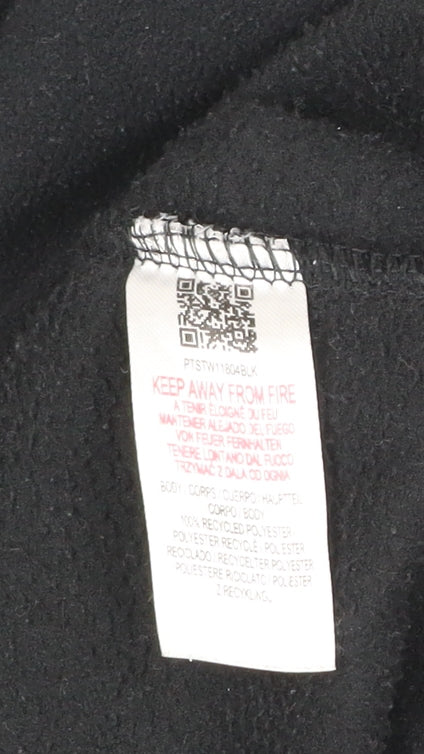 PTSTW11804BLK
KEEP AWAY FROM FIRE
A TENIR ÉLOIGNÉ DU FEU
MANTENER ALEJADO DEL FUEGO
VON FEUER FERNHALTEN
TENERE LONTANO DAL FUOCO
TRZYMAĆ Z DALA OD OGNIA
BODY / CORPS / CUERPO / HAUPTTEIL
CORPO / BODY
100% RECYCLED POLYESTER
POLYESTER RECYCLÉ / POLIESTER
RECICLADO / RECYCELTER POLYESTER
POLIESTERE RICICLATO / POLIESTER
Z RECYKLINGU